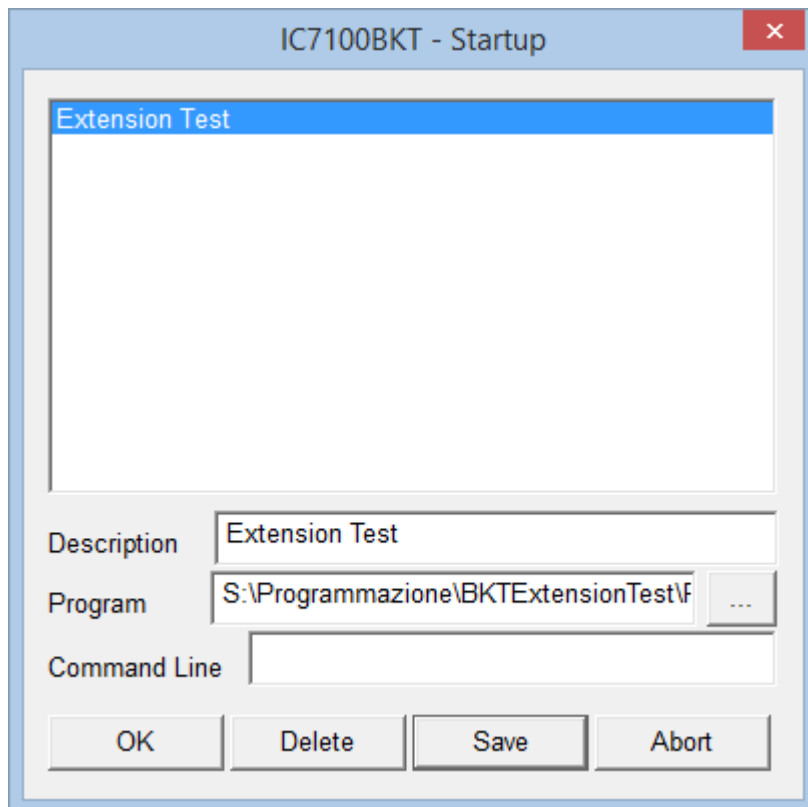 IC7100BKT - Startup
Extension Test
Description Extension Test
Program S:\Programmazione\BKTExtensionTest\ ...
Command Line
OK Delete Save Abort